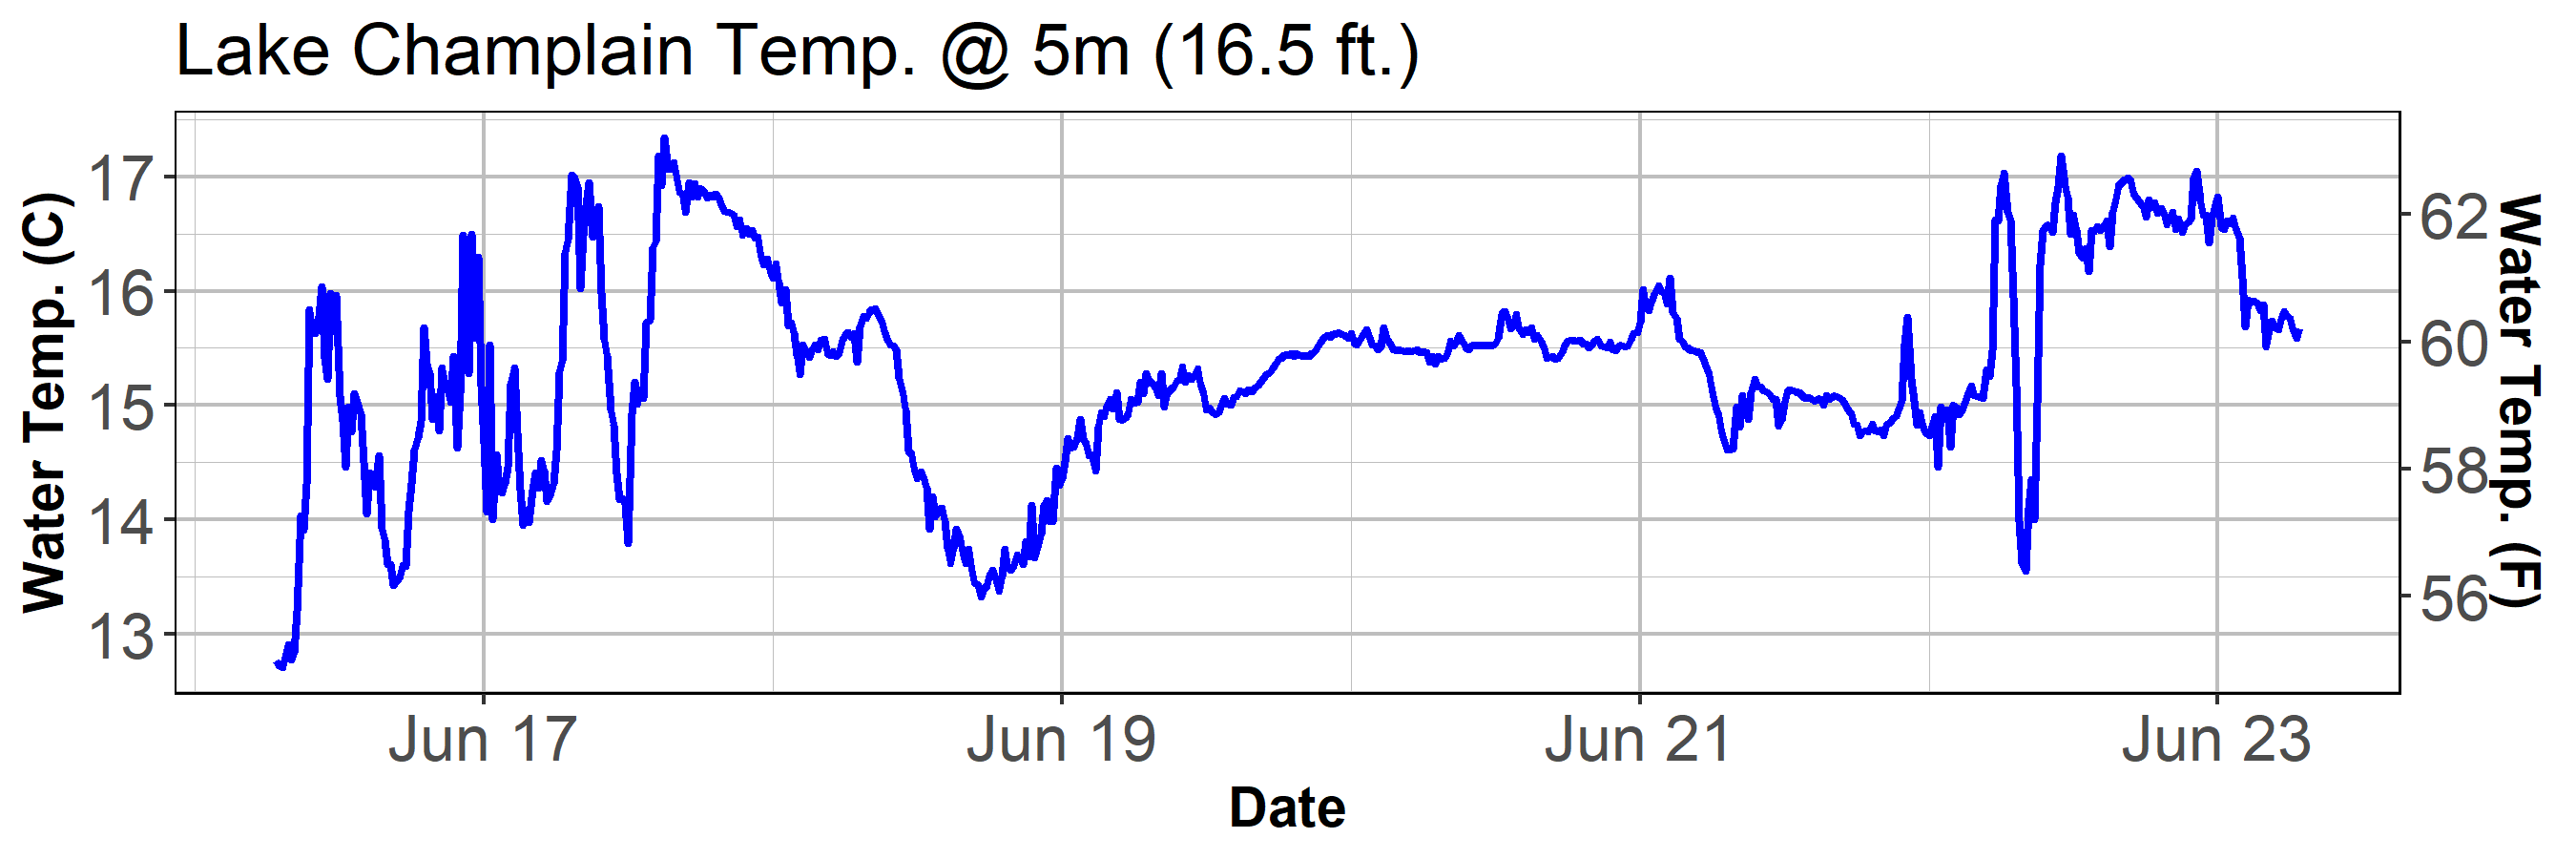 Lake Champlain Temp. @ 5m (16.5 ft.)
Water Temp. (C)
17
16
15
14
13
62
60
58
56
Water Temp. (F)
Jun 17
Jun 19
Jun 21
Jun 23
Date